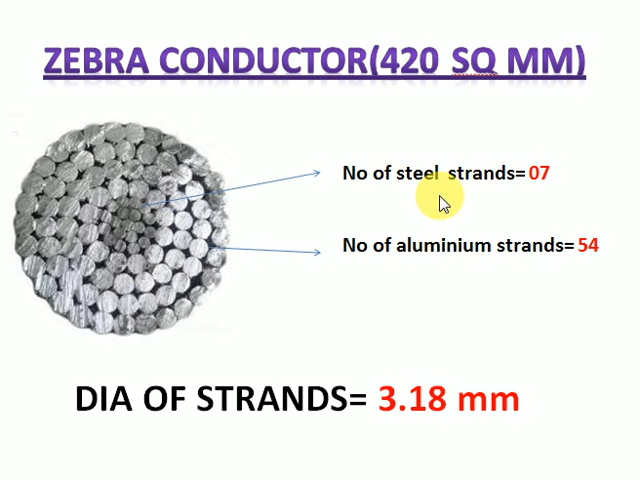 ZEBRA CONDUCTOR(420 SQ MM)
No of steel strands= 07
No of aluminium strands= 54
DIA OF STRANDS= 3.18 mm